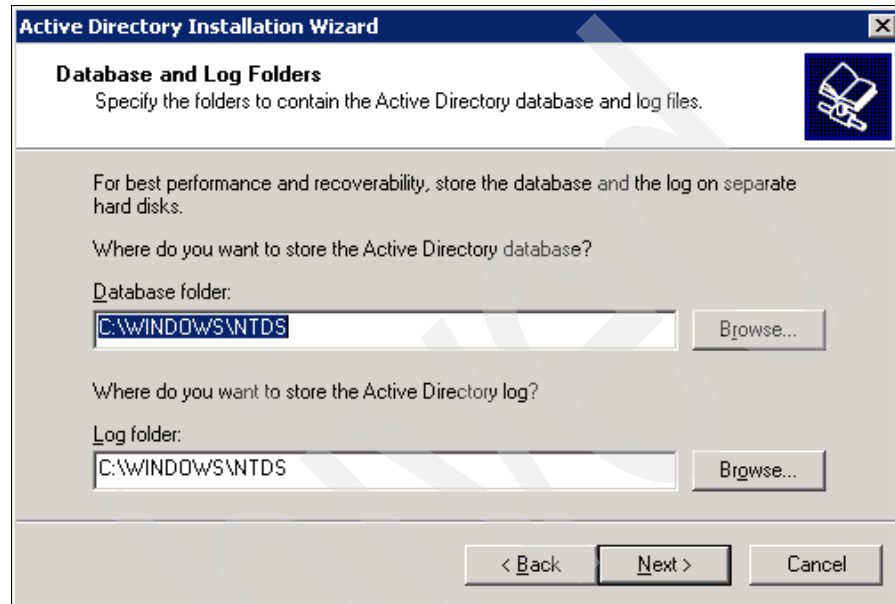 Active Directory Installation Wizard
Database and Log Folders
Specify the folders to contain the Active Directory database and log files.
For best performance and recoverability, store the database and the log on separate
hard disks.
Where do you want to store the Active Directory database?
Database folder:
C:\WINDOWS\NTDS
Browse...
Where do you want to store the Active Directory log?
Log folder:
C:\WINDOWS\NTDS
Browse...
< Back
Next >
Cancel